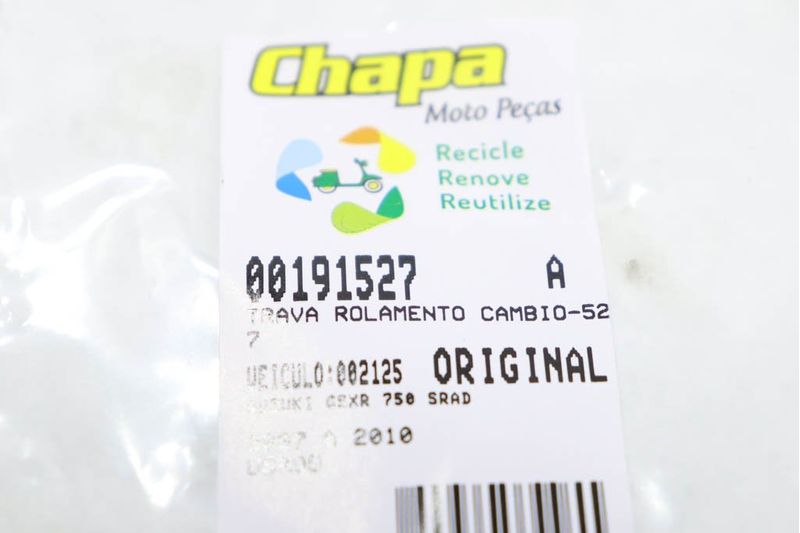 Chapa
Moto Peças
Recicle
Renove
Reutilize
00191527 A
TRAVA ROLAMENTO CAMBIO-52
7
VEICULO:002125 ORIGINAL
SUZUKI GSXR 750 SRAD
A 2010